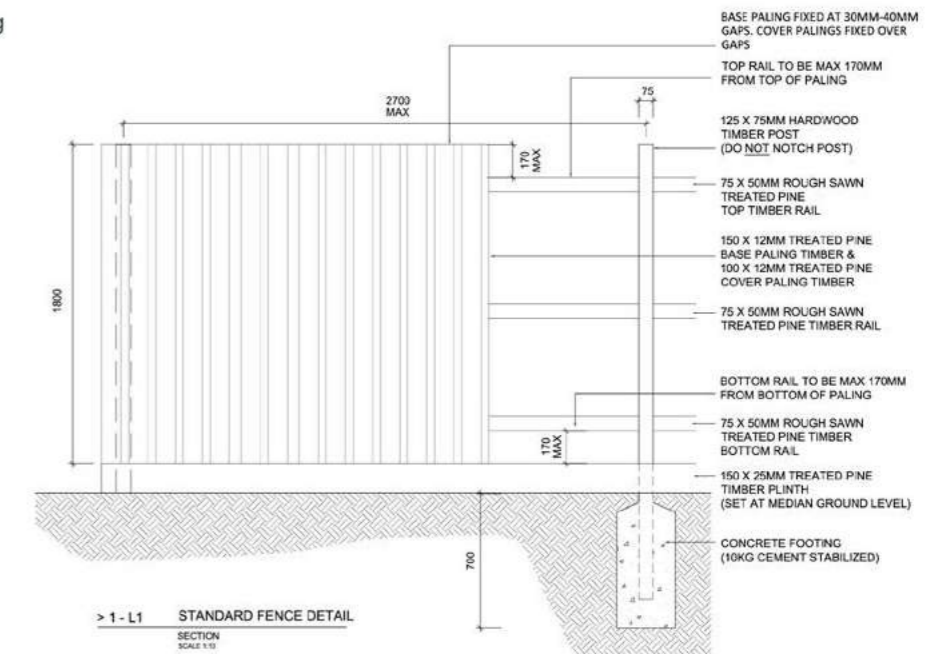 g
BASE PALING FIXED AT 30MM-40MM
GAPS. COVER PALINGS FIXED OVER
GAPS
TOP RAIL TO BE MAX 170MM
FROM TOP OF PALING
2700
MAX
75
125 X 75MM HARDWOOD
TIMBER POST
(DO NOT NOTCH POST)
170
MAX
75 X 50MM ROUGH SAWN
TREATED PINE
TOP TIMBER RAIL
150 X 12MM TREATED PINE
BASE PALING TIMBER &
100 X 12MM TREATED PINE
COVER PALING TIMBER
1800
75 X 50MM ROUGH SAWN
TREATED PINE TIMBER RAIL
BOTTOM RAIL TO BE MAX 170MM
FROM BOTTOM OF PALING
170
MAX
75 X 50MM ROUGH SAWN
TREATED PINE TIMBER
BOTTOM RAIL
150 X 25MM TREATED PINE
TIMBER PLINTH
(SET AT MEDIAN GROUND LEVEL)
700
CONCRETE FOOTING
(10KG CEMENT STABILIZED)
> 1 - L1 STANDARD FENCE DETAIL
SECTION
SCALE 1:10